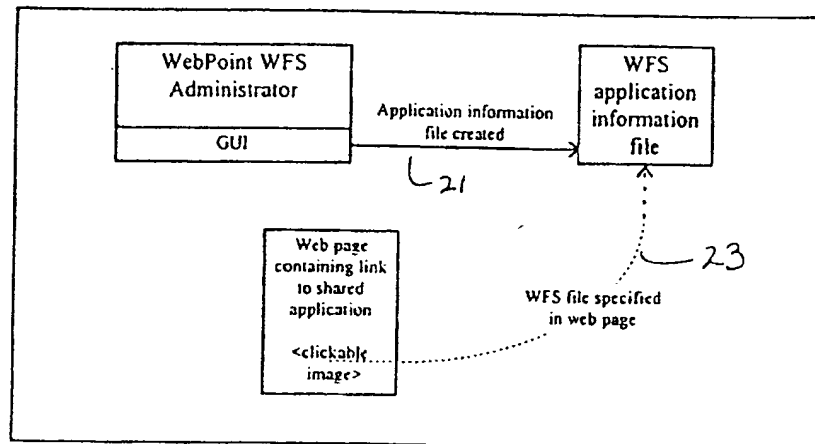 WebPoint WFS
Administrator
GUI
Application information
file created
21
WFS
application
information
file
Web page
containing link
to shared
application
<clickable
image>
WFS file specified
in web page
23